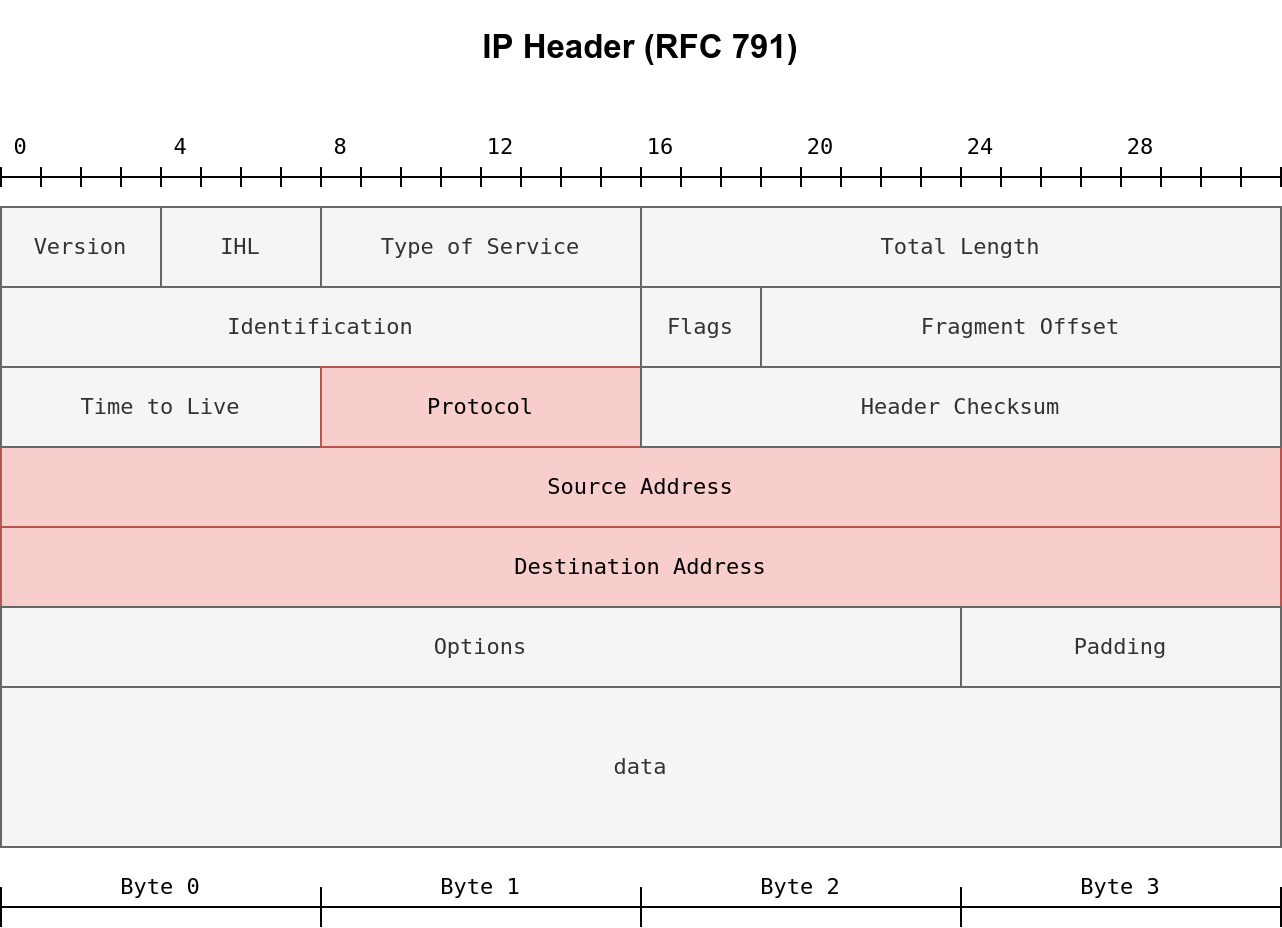 IP Header (RFC 791)
0 4 8 12 16 20 24 28
Version IHL Type of Service Total Length
Identification Flags Fragment Offset
Time to Live Protocol Header Checksum
Source Address
Destination Address
Options Padding
data
Byte 0 Byte 1 Byte 2 Byte 3